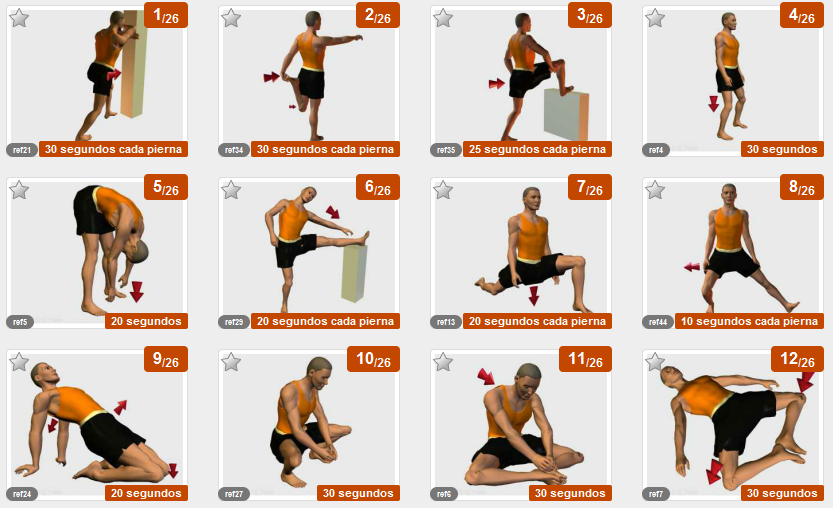 1/26
ref21 30 segundos cada pierna
2/26
ref34 30 segundos cada pierna
3/26
ref35 25 segundos cada pierna
4/26
ref4 30 segundos
5/26
ref5 20 segundos
6/26
ref29 20 segundos cada pierna
7/26
ref13 20 segundos cada pierna
8/26
ref44 10 segundos cada pierna
9/26
ref24 20 segundos
10/26
ref27 30 segundos
11/26
ref6 30 segundos
12/26
ref7 30 segundos